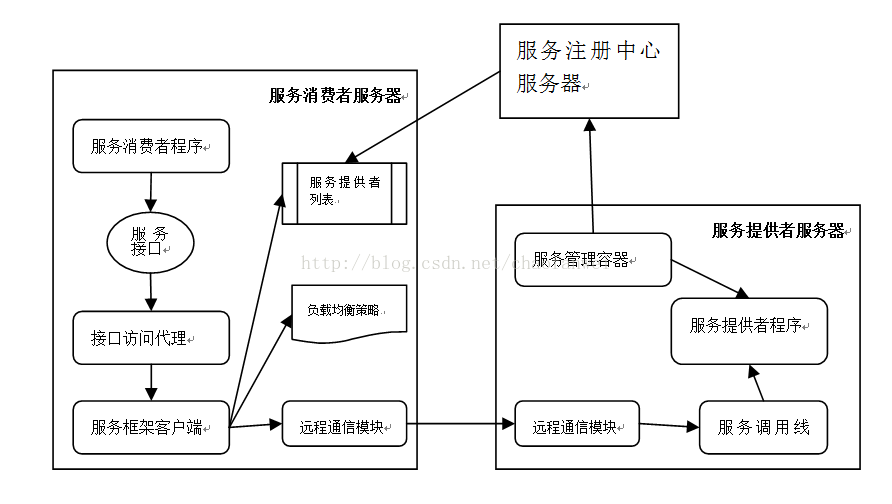 服务注册中心
服务器
服务消费者服务器
服务消费者程序
服务提供者
列表
服务
接口
服务提供者服务器
服务管理容器
http://blog.csdn.net/
负载均衡策略
接口访问代理
服务提供者程序
服务框架客户端
远程通信模块
远程通信模块
服务调用线